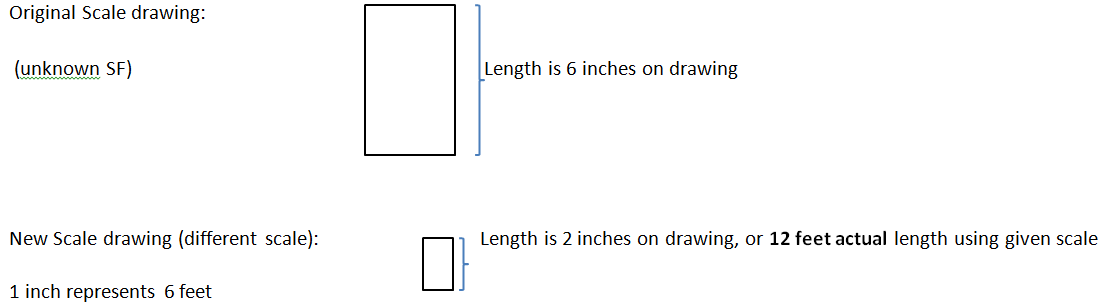 Original Scale drawing:
(unknown SF)
Length is 6 inches on drawing
New Scale drawing (different scale):
Length is 2 inches on drawing, or 12 feet actual length using given scale
1 inch represents 6 feet